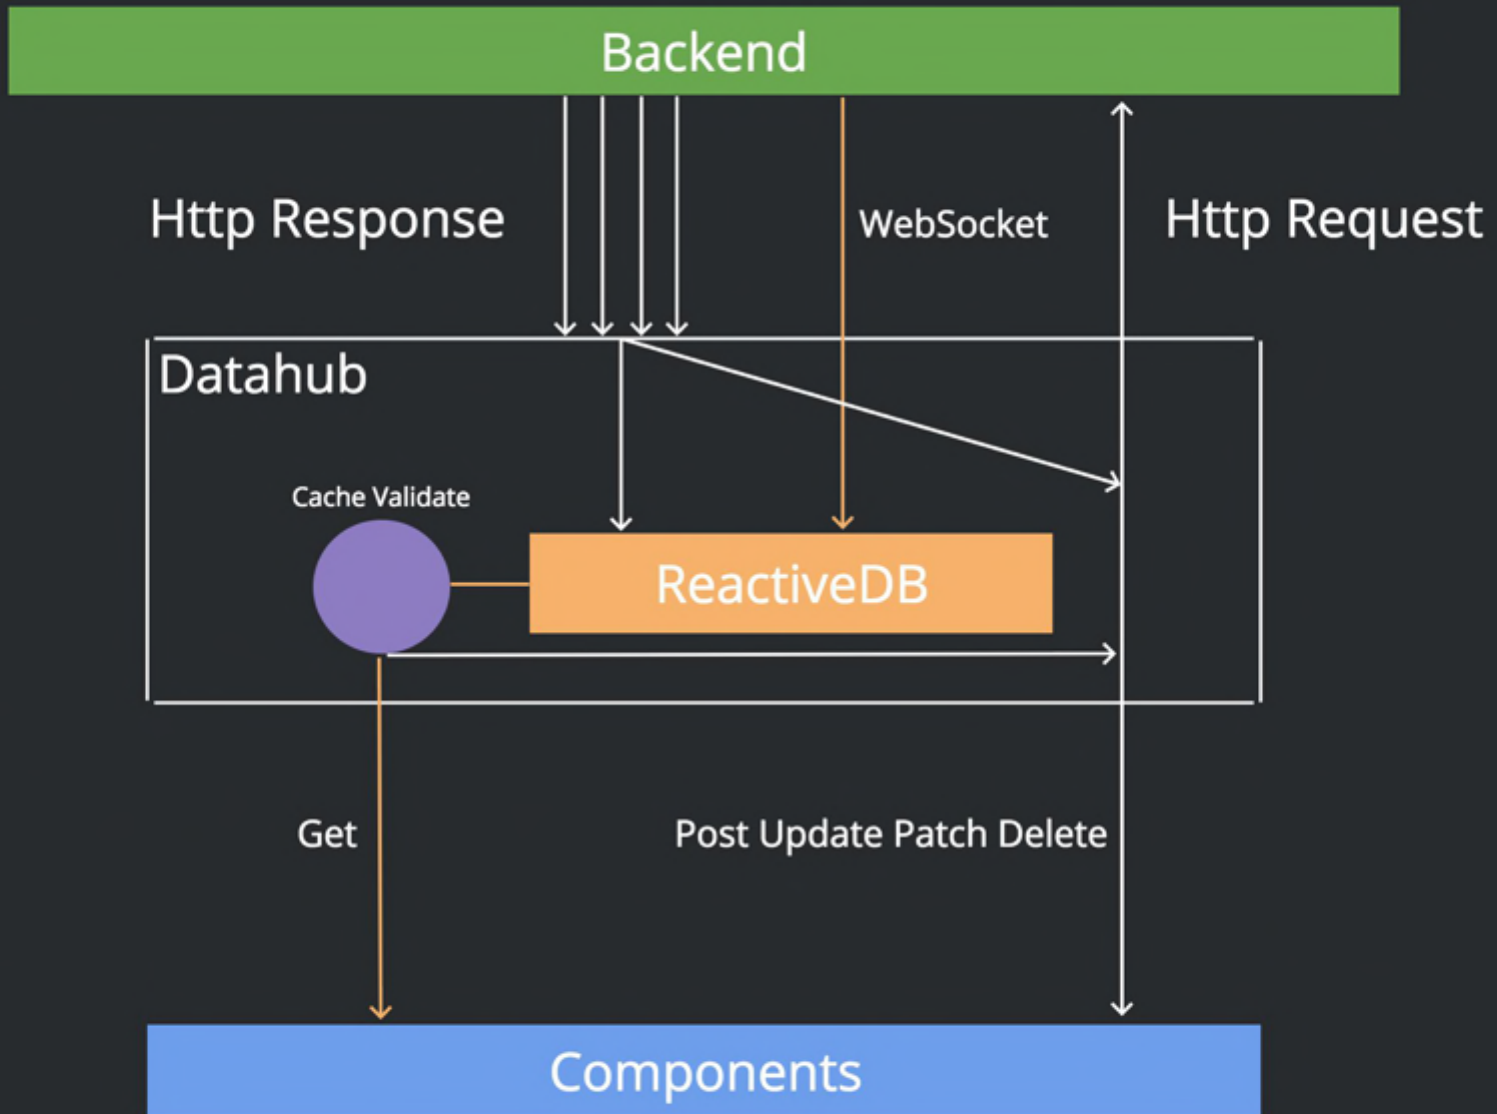 Backend
Http Response
WebSocket
Http Request
Datahub
Cache Validate
ReactiveDB
Get
Post Update Patch Delete
Components